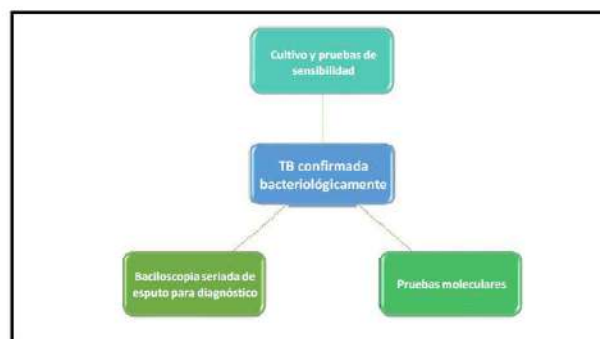 Cultivo y pruebas de
sensibilidad
TB confirmada
bacteriológicamente
Baciloscopia seriada de
esputo para diagnóstico
Pruebas moleculares